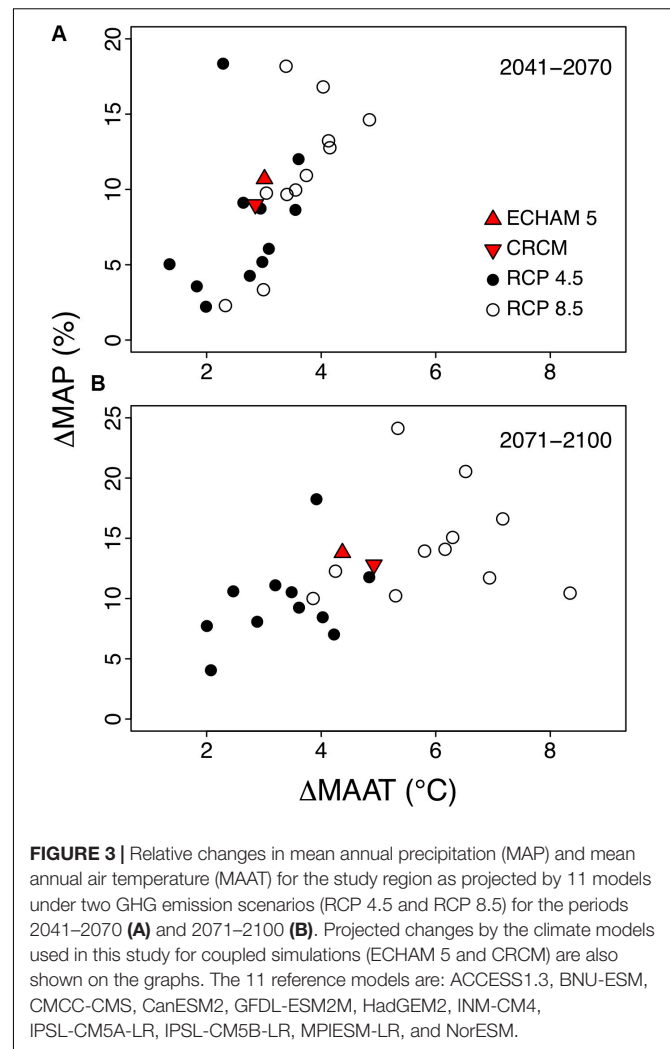 A
2041–2070
20
15
10
5
0
ECHAM 5
CRCM
RCP 4.5
RCP 8.5
2 4 6 8
ΔMAP (%)
B
2071–2100
25
20
15
10
5
0
2 4 6 8
ΔMAAT (°C)
FIGURE 3 | Relative changes in mean annual precipitation (MAP) and mean
annual air temperature (MAAT) for the study region as projected by 11 models
under two GHG emission scenarios (RCP 4.5 and RCP 8.5) for the periods
2041–2070 (A) and 2071–2100 (B). Projected changes by the climate models
used in this study for coupled simulations (ECHAM 5 and CRCM) are also
shown on the graphs. The 11 reference models are: ACCESS1.3, BNU-ESM,
CMCC-CMS, CanESM2, GFDL-ESM2M, HadGEM2, INM-CM4,
IPSL-CM5A-LR, IPSL-CM5B-LR, MPIESM-LR, and NorESM.